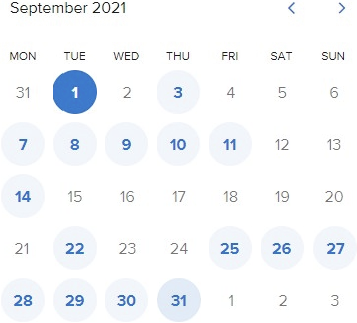 September 2021
MON TUE WED THU FRI SAT SUN
31 1 2 3 4 5 6
7 8 9 10 11 12 13
14 15 16 17 18 19 20
21 22 23 24 25 26 27
28 29 30 31 1 2 3